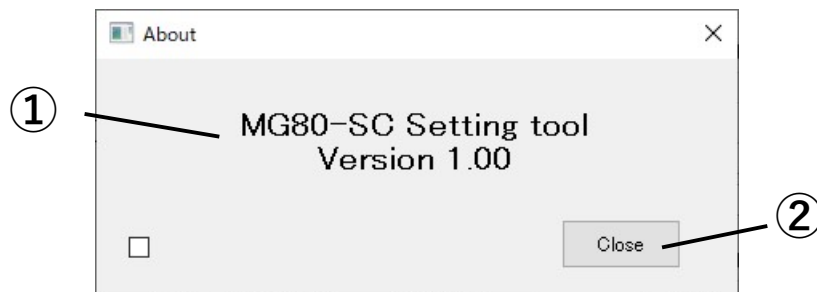 About
①
MG80-SC Setting tool
Version 1.00
②
Close